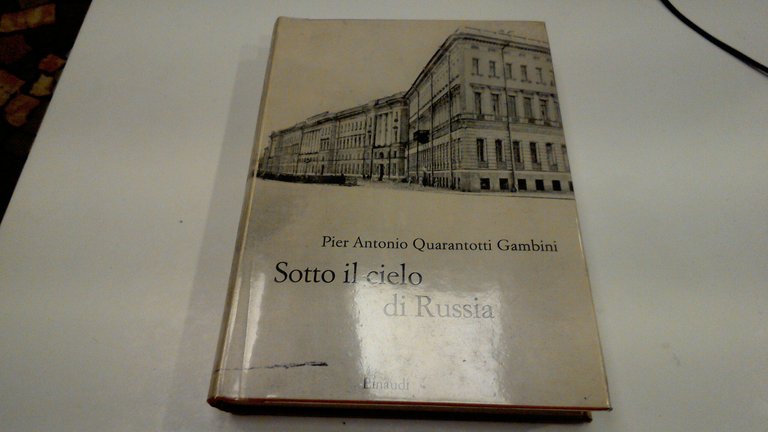 Pier Antonio Quarantotti Gambini
Sotto il cielo
di Russia
Einaudi